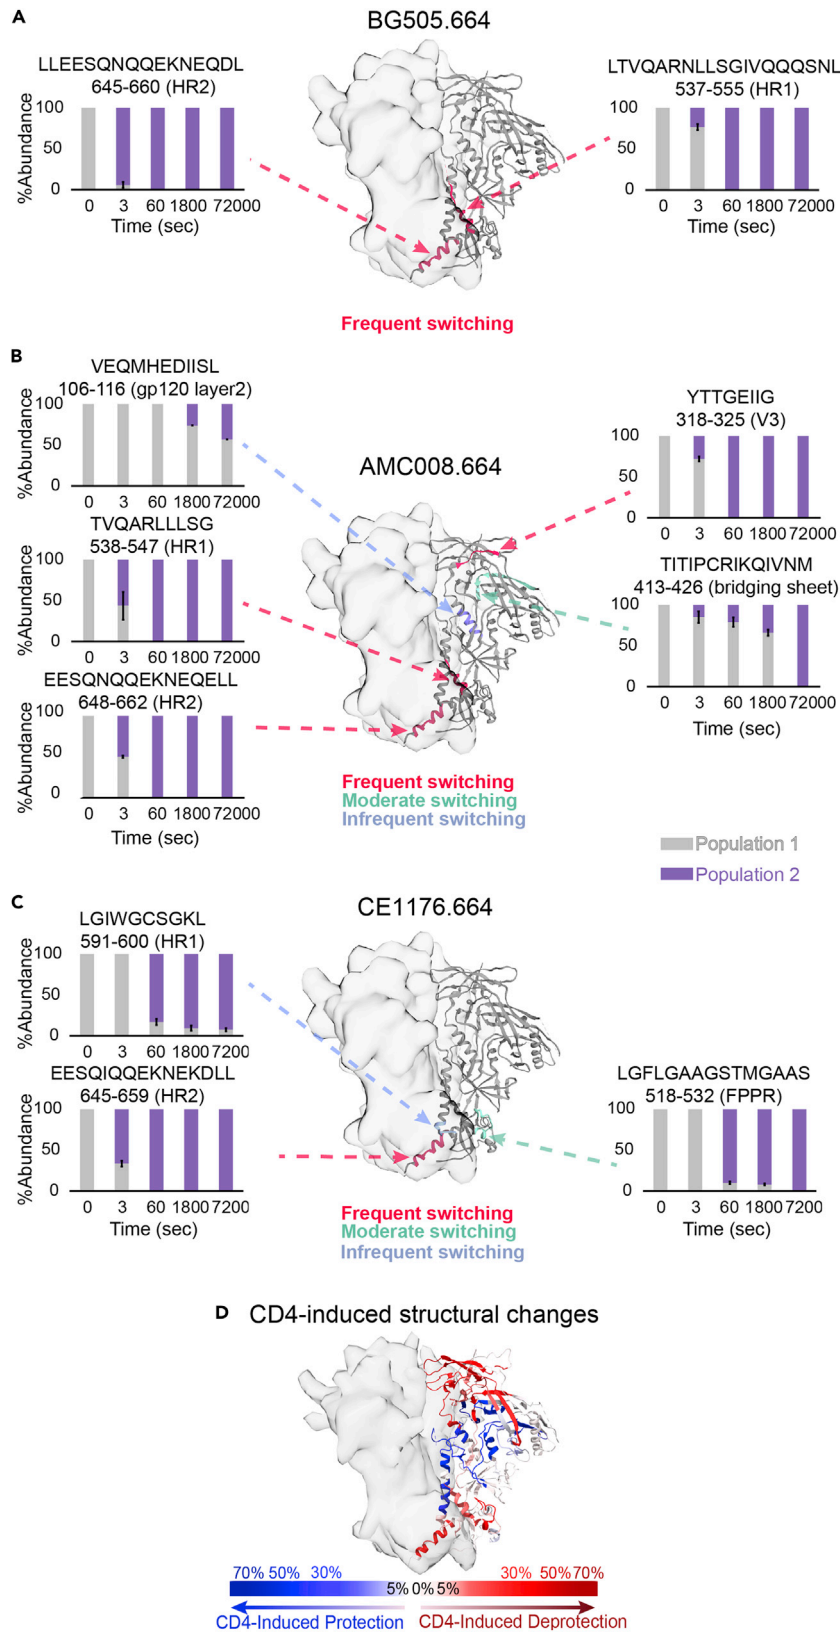 A
BG505.664
LLEESQNQQEKNEQDL
645-660 (HR2)
%Abundance
100
50
0
0 3 60 1800 72000
Time (sec)
LTVQARNLLSGIVQQQSNL
537-555 (HR1)
100
50
0
0 3 60 1800 72000
Time (sec)
Frequent switching
B
AMC008.664
VEQMHEDIISL
106-116 (gp120 layer2)
%Abundance
100
50
0
0 3 60 1800 72000
TVQARLLLSG
538-547 (HR1)
%Abundance
100
50
0
0 3 60 1800 72000
EESQNQQEKNEQELL
648-662 (HR2)
%Abundance
100
50
0
0 3 60 1800 72000
Time (sec)
YTTGEIIG
318-325 (V3)
100
50
0
0 3 60 1800 72000
TITIPCRIKQIVNM
413-426 (bridging sheet)
100
50
0
0 3 60 1800 72000
Time (sec)
Frequent switching
Moderate switching
Infrequent switching
Population 1
Population 2
C
CE1176.664
LGIWGCSGKL
591-600 (HR1)
%Abundance
100
50
0
0 3 60 1800 7200
EESQIQQEKNEKDLL
645-659 (HR2)
%Abundance
100
50
0
0 3 60 1800 7200
Time (sec)
LGFLGAAGSTMGAAS
518-532 (FPPR)
100
50
0
0 3 60 1800 7200
Time (sec)
Frequent switching
Moderate switching
Infrequent switching
D CD4-induced structural changes
70% 50% 30% 5% 0% 5% 30% 50% 70%
CD4-Induced Protection CD4-Induced Deprotection